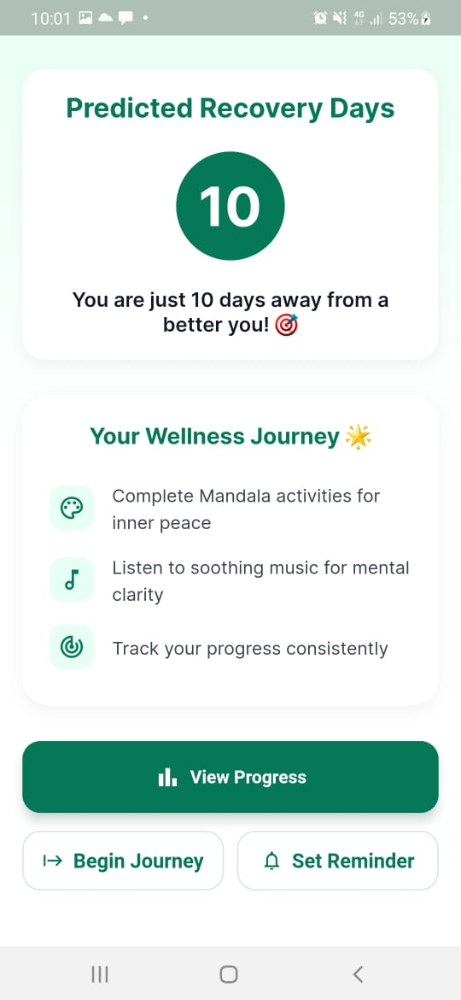 10:01 4G 53%
Predicted Recovery Days
10
You are just 10 days away from a
better you! 🎯
Your Wellness Journey 🌟
Complete Mandala activities for
inner peace
Listen to soothing music for mental
clarity
Track your progress consistently
View Progress
Begin Journey
Set Reminder